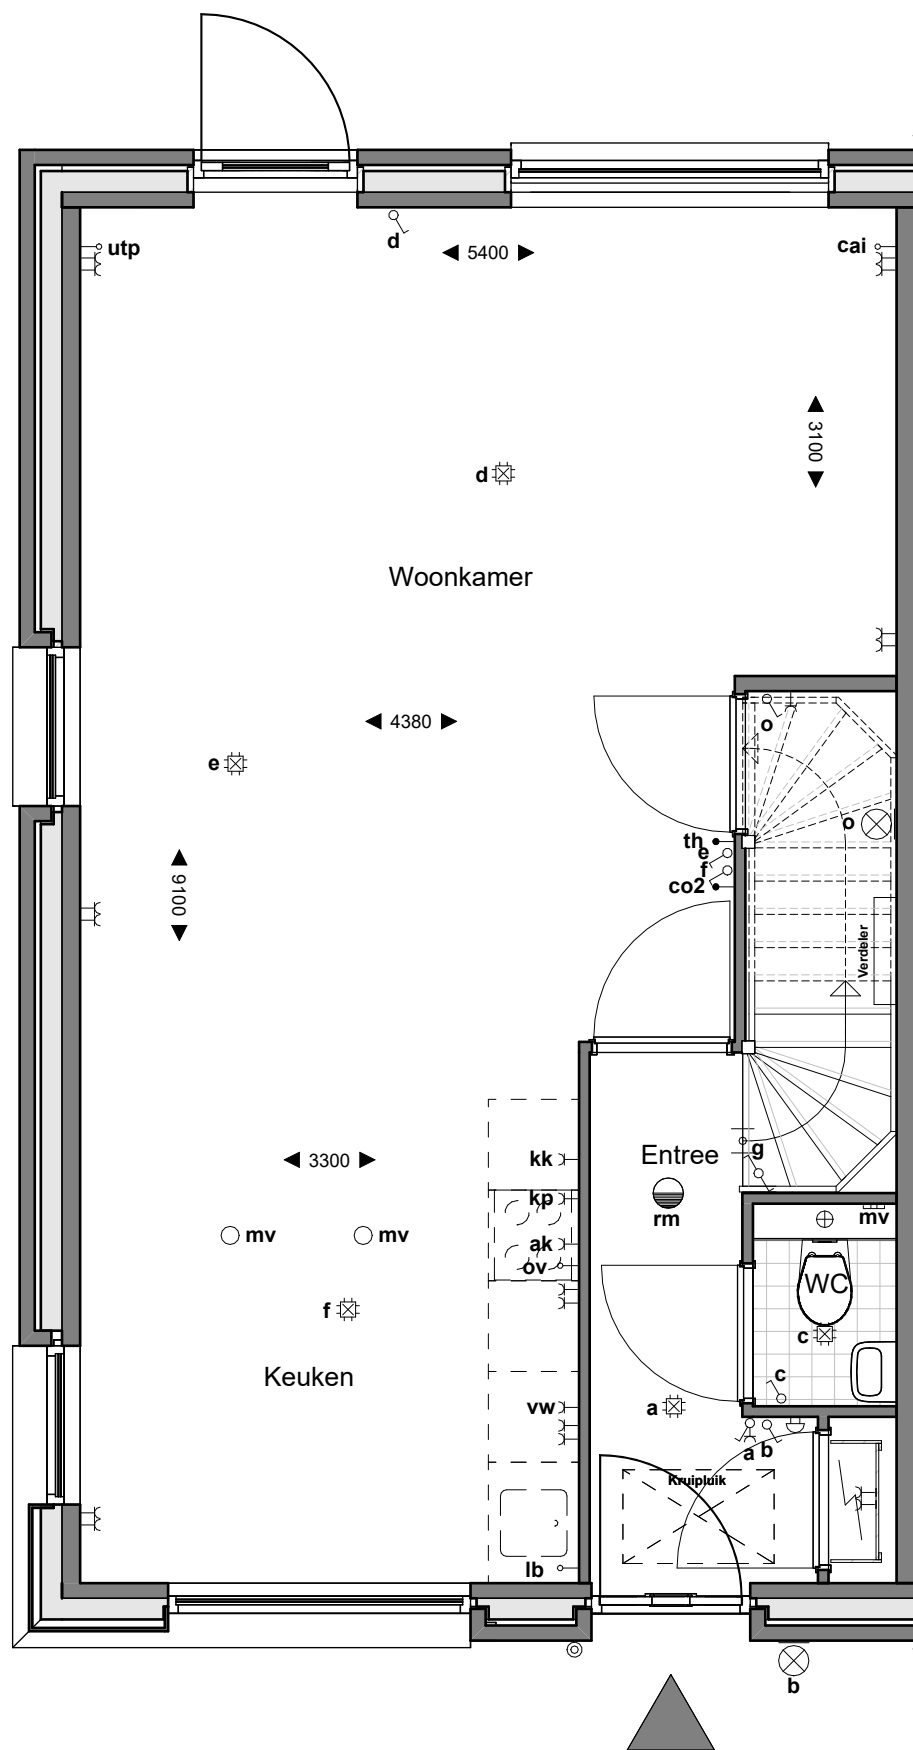 utp
d
5400
cai
3100
d
Woonkamer
4380
o
e
o
th
e
f
co2
9100
Verdeler
kk
3300
Entree
g
kp
rm
mv
mv
mv
ak
ov
WC
f
c
Keuken
c
vw
a
a
b
Kruipluik
lb
b